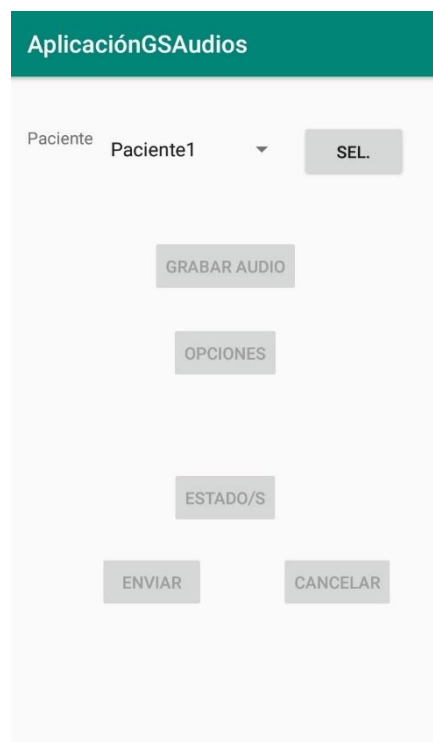 AplicaciónGSAudios
Paciente
Paciente1
SEL.
GRABAR AUDIO
OPCIONES
ESTADO/S
ENVIAR
CANCELAR